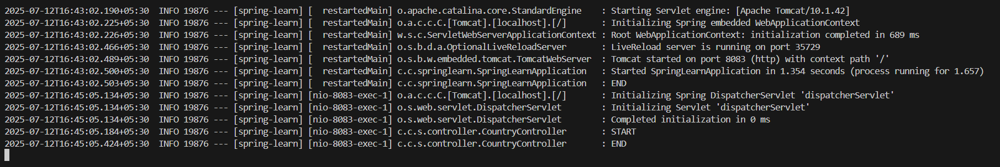 2025-07-12T16:43:02.190+05:30  INFO 19876 --- [spring-learn] [  restartedMain] o.apache.catalina.core.StandardEngine    : Starting Servlet engine: [Apache Tomcat/10.1.42]
2025-07-12T16:43:02.225+05:30  INFO 19876 --- [spring-learn] [  restartedMain] o.a.c.c.C.[Tomcat].[localhost].[/]       : Initializing Spring embedded WebApplicationContext
2025-07-12T16:43:02.226+05:30  INFO 19876 --- [spring-learn] [  restartedMain] w.s.c.ServletWebServerApplicationContext : Root WebApplicationContext: initialization completed in 689 ms
2025-07-12T16:43:02.466+05:30  INFO 19876 --- [spring-learn] [  restartedMain] o.s.b.d.a.OptionalLiveReloadServer       : LiveReload server is running on port 35729
2025-07-12T16:43:02.489+05:30  INFO 19876 --- [spring-learn] [  restartedMain] o.s.b.w.embedded.tomcat.TomcatWebServer  : Tomcat started on port 8083 (http) with context path '/'
2025-07-12T16:43:02.500+05:30  INFO 19876 --- [spring-learn] [  restartedMain] c.c.springlearn.SpringLearnApplication   : Started SpringLearnApplication in 1.354 seconds (process running for 1.657)
2025-07-12T16:43:02.503+05:30  INFO 19876 --- [spring-learn] [  restartedMain] c.c.springlearn.SpringLearnApplication   : END
2025-07-12T16:45:05.134+05:30  INFO 19876 --- [spring-learn] [nio-8083-exec-1] o.a.c.c.C.[Tomcat].[localhost].[/]       : Initializing Spring DispatcherServlet 'dispatcherServlet'
2025-07-12T16:45:05.134+05:30  INFO 19876 --- [spring-learn] [nio-8083-exec-1] o.s.web.servlet.DispatcherServlet        : Initializing Servlet 'dispatcherServlet'
2025-07-12T16:45:05.134+05:30  INFO 19876 --- [spring-learn] [nio-8083-exec-1] o.s.web.servlet.DispatcherServlet        : Completed initialization in 0 ms
2025-07-12T16:45:05.184+05:30  INFO 19876 --- [spring-learn] [nio-8083-exec-1] c.c.s.controller.CountryController       : START
2025-07-12T16:45:05.424+05:30  INFO 19876 --- [spring-learn] [nio-8083-exec-1] c.c.s.controller.CountryController       : END